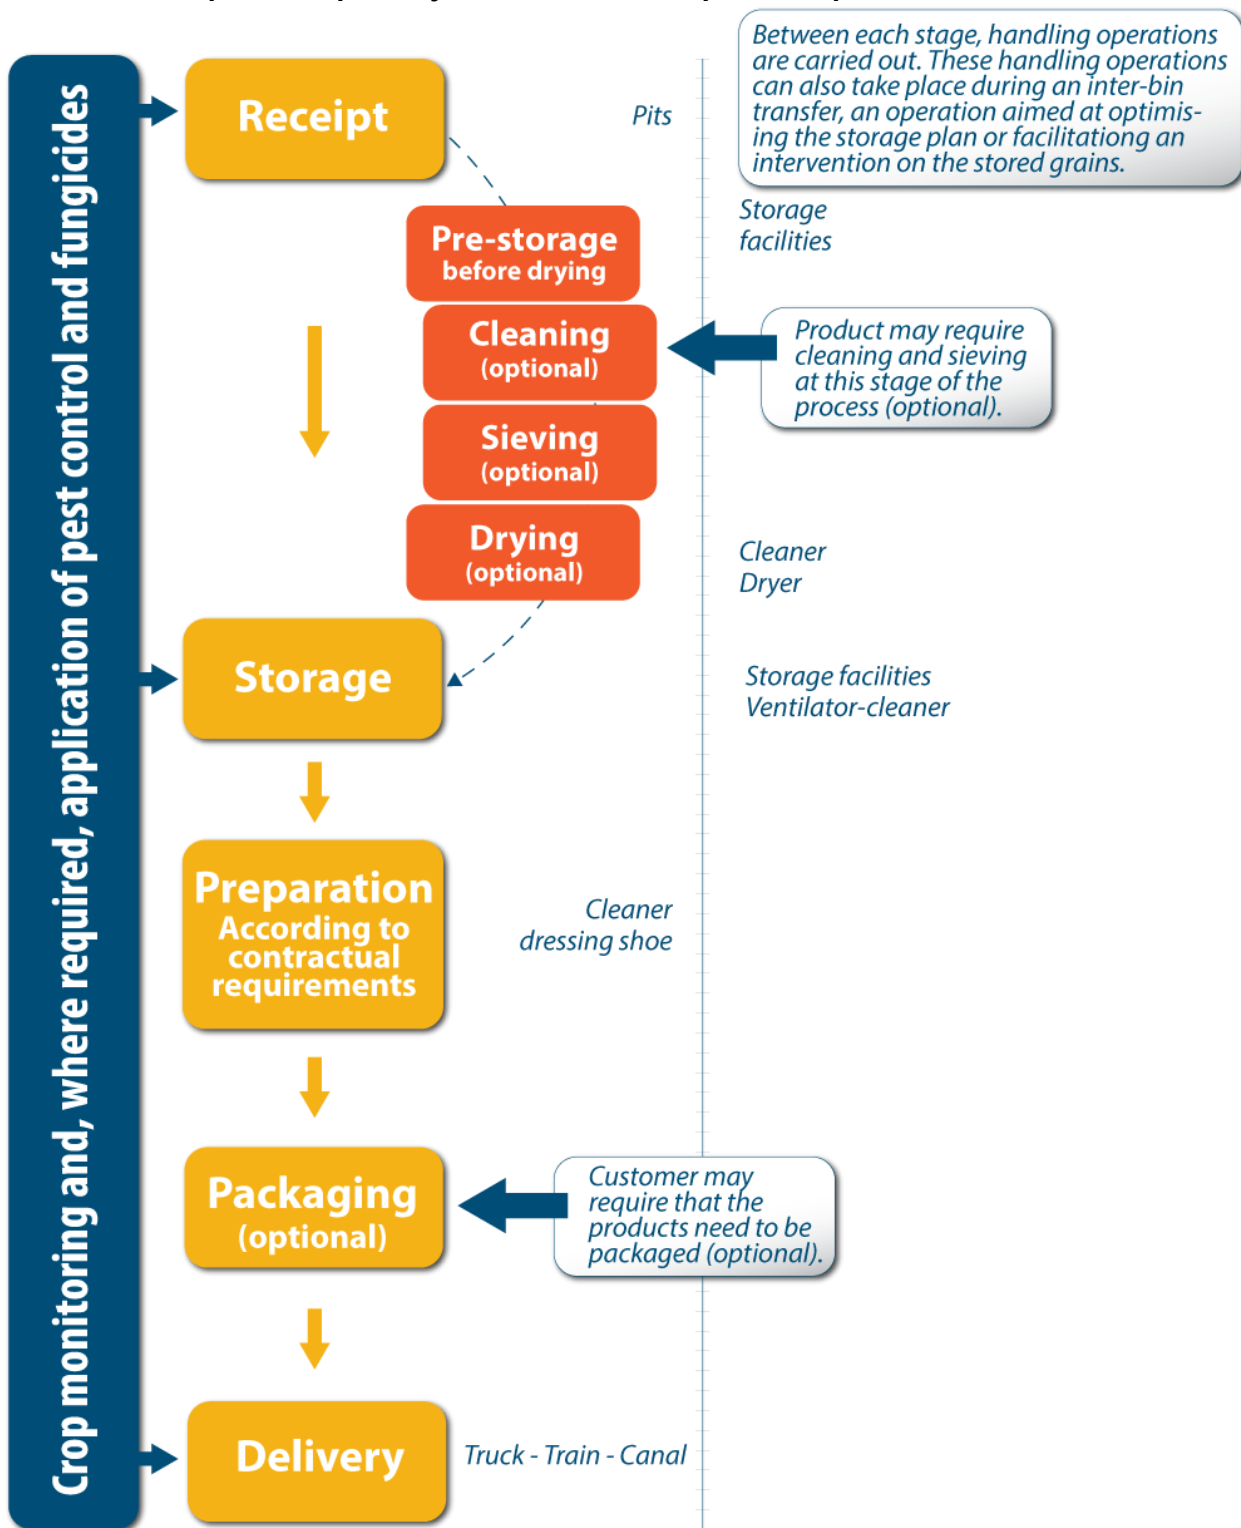 Crop monitoring and, where required, application of pest control and fungicides
Receipt
Pits
Between each stage, handling operations
are carried out. These handling operations
can also take place during an inter-bin
transfer, an operation aimed at optimis-
ing the storage plan or facilitationg an
intervention on the stored grains.
Pre-storage
before drying
Storage
facilities
Cleaning
(optional)
Product may require
cleaning and sieving
at this stage of the
process (optional).
Sieving
(optional)
Drying
(optional)
Cleaner
Dryer
Storage
Storage facilities
Ventilator-cleaner
Preparation
According to
contractual
requirements
Cleaner
dressing shoe
Packaging
(optional)
Customer may
require that the
products need to be
packaged (optional).
Delivery
Truck - Train - Canal